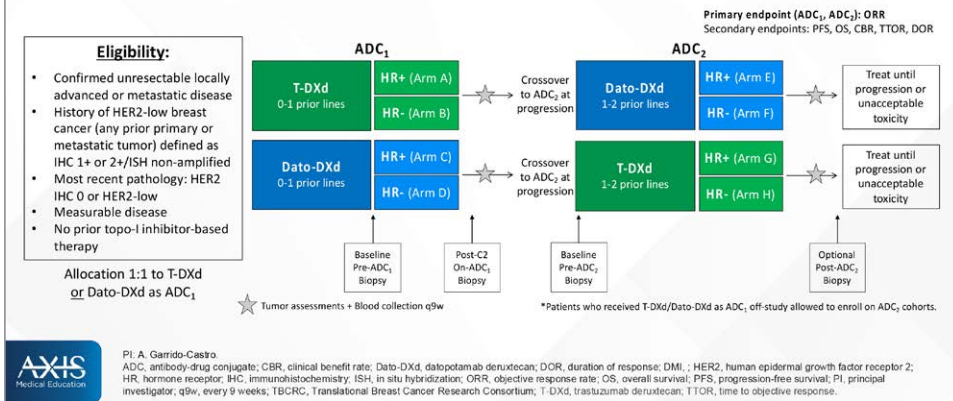 Primary endpoint (ADC₁, ADC₂): ORR
Secondary endpoints: PFS, OS, CBR, TTOR, DOR
Eligibility:
• Confirmed unresectable locally
advanced or metastatic disease
• History of HER2-low breast
cancer (any prior primary or
metastatic tumor) defined as
IHC 1+ or 2+/ISH non-amplified
• Most recent pathology: HER2
IHC 0 or HER2-low
• Measurable disease
• No prior topo-I inhibitor-based
therapy
Allocation 1:1 to T-DXd
or Dato-DXd as ADC₁
ADC₁
T-DXd
0-1 prior lines
HR+ (Arm A)
HR- (Arm B)
Crossover
to ADC₂ at
progression
Dato-DXd
0-1 prior lines
HR+ (Arm C)
HR- (Arm D)
Crossover
to ADC₂ at
progression
ADC₂
Dato-DXd
1-2 prior lines
HR+ (Arm E)
HR- (Arm F)
Treat until
progression or
unacceptable
toxicity
T-DXd
1-2 prior lines
HR+ (Arm G)
HR- (Arm H)
Treat until
progression or
unacceptable
toxicity
Baseline
Pre-ADC₁
Biopsy
Post-C2
On-ADC₁
Biopsy
Baseline
Pre-ADC₂
Biopsy
Optional
Post-ADC₂
Biopsy
Tumor assessments + Blood collection q9w
*Patients who received T-DXd/Dato-DXd as ADC₁ off-study allowed to enroll on ADC₂ cohorts.
AXIS
Medical Education
PI: A. Garrido-Castro.
ADC, antibody-drug conjugate; CBR, clinical benefit rate; Dato-DXd, datopotamab deruxtecan; DOR, duration of response; DMI, ; HER2, human epidermal growth factor receptor 2;
HR, hormone receptor; IHC, immunohistochemistry; ISH, in situ hybridization; ORR, objective response rate; OS, overall survival; PFS, progression-free survival; PI, principal
investigator; q9w, every 9 weeks; TBCRC, Translational Breast Cancer Research Consortium; T-DXd, trastuzumab deruxtecan; TTOR, time to objective response.